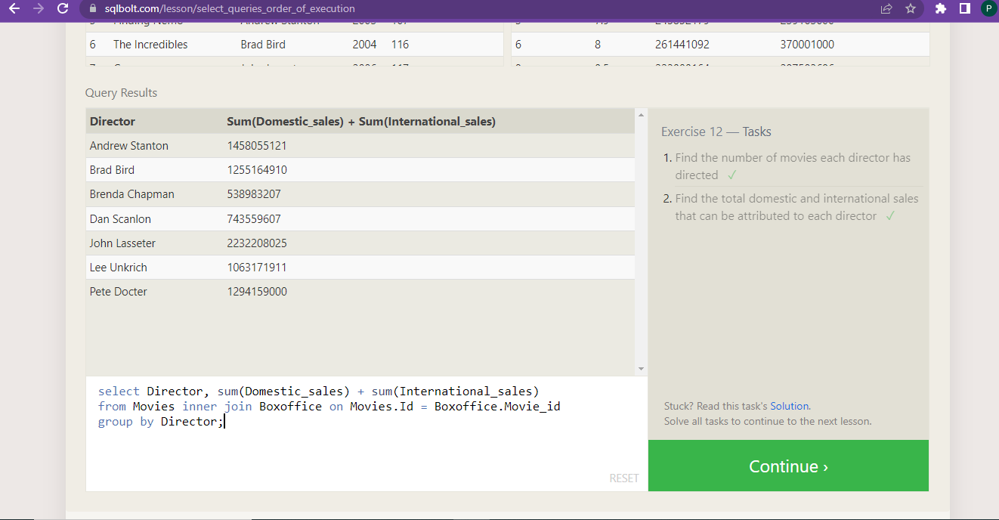 sqlbolt.com/lesson/select_queries_order_of_execution
P
6 The Incredibles Brad Bird 2004 116 6 8 261441092 370001000
Query Results
Director Sum(Domestic_sales) + Sum(International_sales)
Andrew Stanton 1458055121
Brad Bird 1255164910
Brenda Chapman 538983207
Dan Scanlon 743559607
John Lasseter 2232208025
Lee Unkrich 1063171911
Pete Docter 1294159000
Exercise 12 — Tasks
1. Find the number of movies each director has
directed ✓
2. Find the total domestic and international sales
that can be attributed to each director ✓
select Director, sum(Domestic_sales) + sum(International_sales)
from Movies inner join Boxoffice on Movies.Id = Boxoffice.Movie_id
group by Director;
RESET
Stuck? Read this task's Solution.
Solve all tasks to continue to the next lesson.
Continue ›